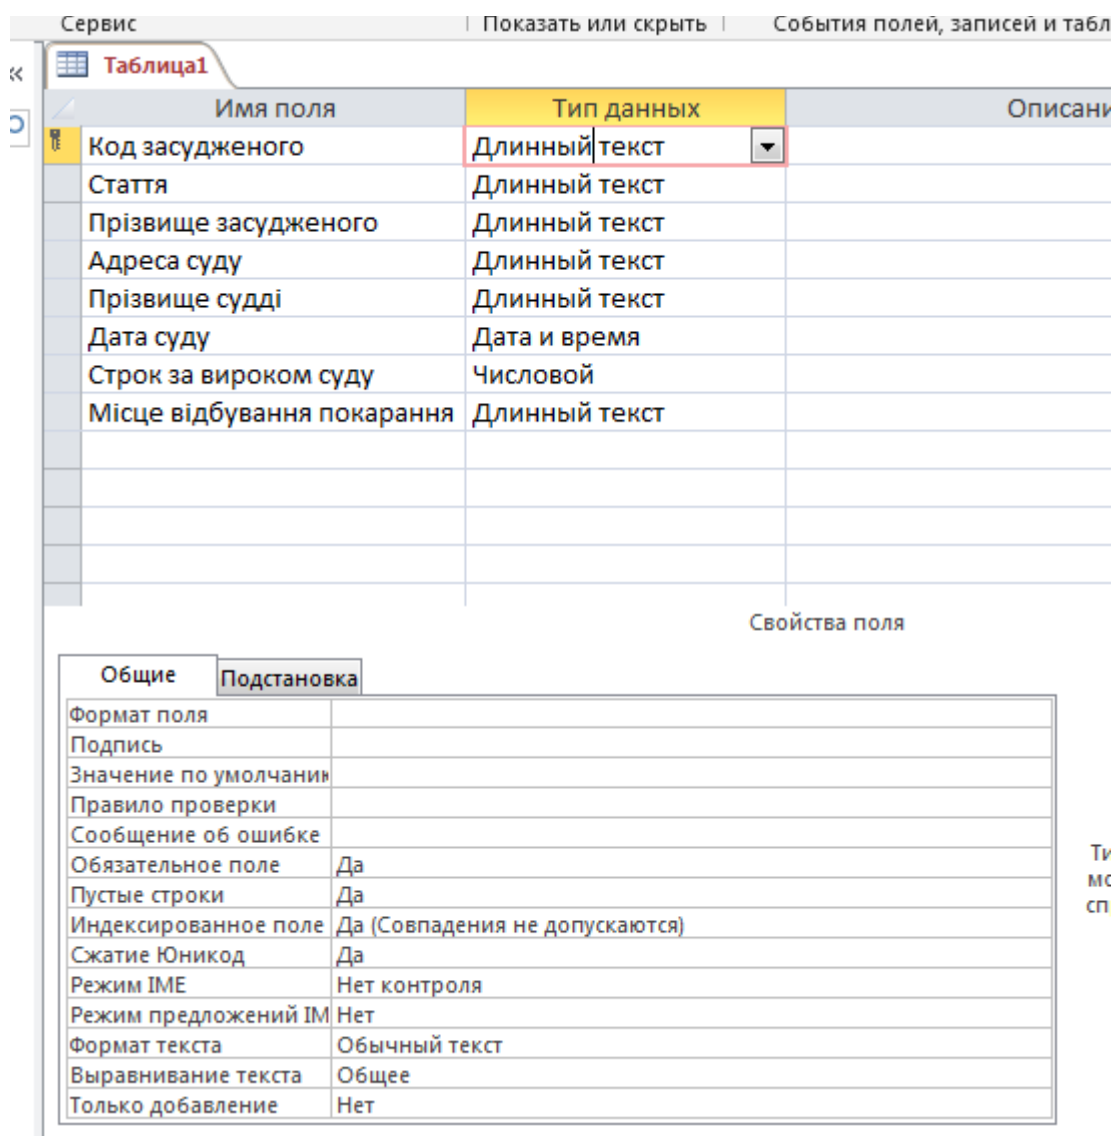 Сервис Показать или скрыть События полей, записей и табл
«
Таблица1
Имя поля Тип данных Описани
Код засудженого Длинный текст
Стаття Длинный текст
Прізвище засудженого Длинный текст
Адреса суду Длинный текст
Прізвище судді Длинный текст
Дата суду Дата и время
Строк за вироком суду Числовой
Місце відбування покарання Длинный текст
Свойства поля
Общие Подстановка
Формат поля
Подпись
Значение по умолчани
Правило проверки
Сообщение об ошибке
Обязательное поле Да
Пустые строки Да
Индексированное поле Да (Совпадения не допускаются)
Сжатие Юникод Да
Режим IME Нет контроля
Режим предложений IM Нет
Формат текста Обычный текст
Выравнивание текста Общее
Только добавление Нет
Ти
мо
сп